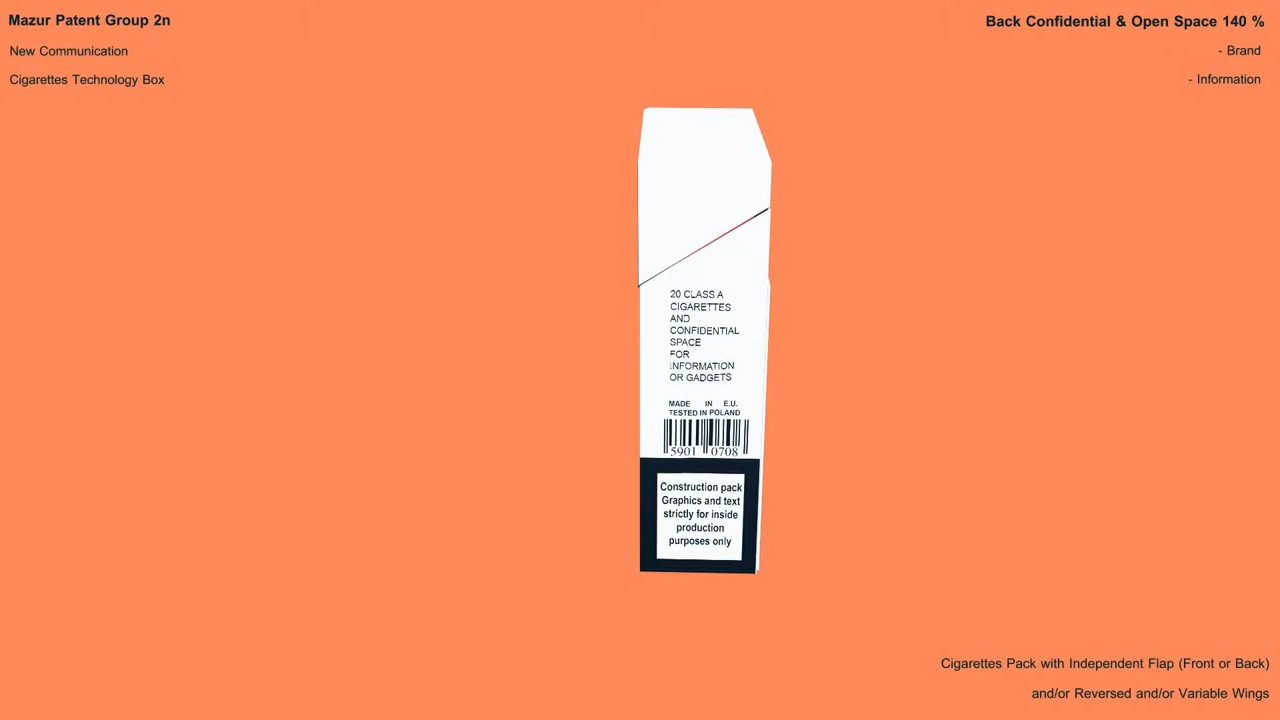 Mazur Patent Group 2n
New Communication
Cigarettes Technology Box
Back Confidential & Open Space 140 %
- Brand
- Information
20 CLASS A
CIGARETTES
AND
CONFIDENTIAL
SPACE
FOR
INFORMATION
OR GADGETS
MADE IN E.U.
TESTED IN POLAND
5901 0708
Construction pack
Graphics and text
strictly for inside
production
purposes only
Cigarettes Pack with Independent Flap (Front or Back)
and/or Reversed and/or Variable Wings